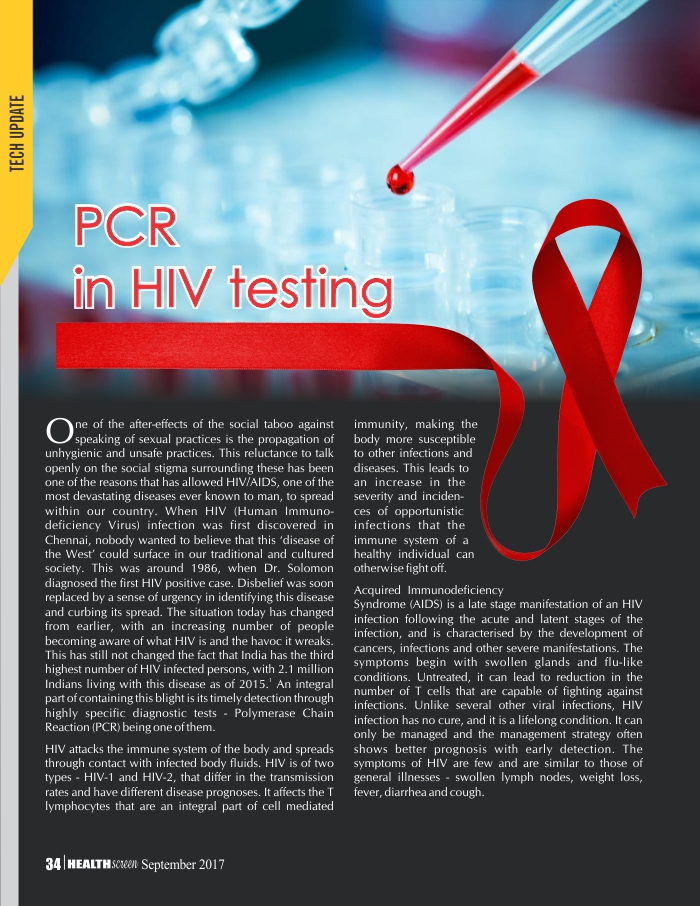 TECH UPDATE
PCR
in HIV testing
One of the after-effects of the social taboo against
speaking of sexual practices is the propagation of
unhygienic and unsafe practices. This reluctance to talk
openly on the social stigma surrounding these has been
one of the reasons that has allowed HIV/AIDS, one of the
most devastating diseases ever known to man, to spread
within our country. When HIV (Human Immuno-
deficiency Virus) infection was first discovered in
Chennai, nobody wanted to believe that this ‘disease of
the West’ could surface in our traditional and cultured
society. This was around 1986, when Dr. Solomon
diagnosed the first HIV positive case. Disbelief was soon
replaced by a sense of urgency in identifying this disease
and curbing its spread. The situation today has changed
from earlier, with an increasing number of people
becoming aware of what HIV is and the havoc it wreaks.
This has still not changed the fact that India has the third
highest number of HIV infected persons, with 2.1 million
Indians living with this disease as of 2015.¹ An integral
part of containing this blight is its timely detection through
highly specific diagnostic tests - Polymerase Chain
Reaction (PCR) being one of them.
HIV attacks the immune system of the body and spreads
through contact with infected body fluids. HIV is of two
types - HIV-1 and HIV-2, that differ in the transmission
rates and have different disease prognoses. It affects the T
lymphocytes that are an integral part of cell mediated
immunity, making the
body more susceptible
to other infections and
diseases. This leads to
an increase in the
severity and inciden-
ces of opportunistic
infections that the
immune system of a
healthy individual can
otherwise fight off.
Acquired Immunodeficiency
Syndrome (AIDS) is a late stage manifestation of an HIV
infection following the acute and latent stages of the
infection, and is characterised by the development of
cancers, infections and other severe manifestations. The
symptoms begin with swollen glands and flu-like
conditions. Untreated, it can lead to reduction in the
number of T cells that are capable of fighting against
infections. Unlike several other viral infections, HIV
infection has no cure, and it is a lifelong condition. It can
only be managed and the management strategy often
shows better prognosis with early detection. The
symptoms of HIV are few and are similar to those of
general illnesses - swollen lymph nodes, weight loss,
fever, diarrhea and cough.
34 HEALTHscreen September 2017